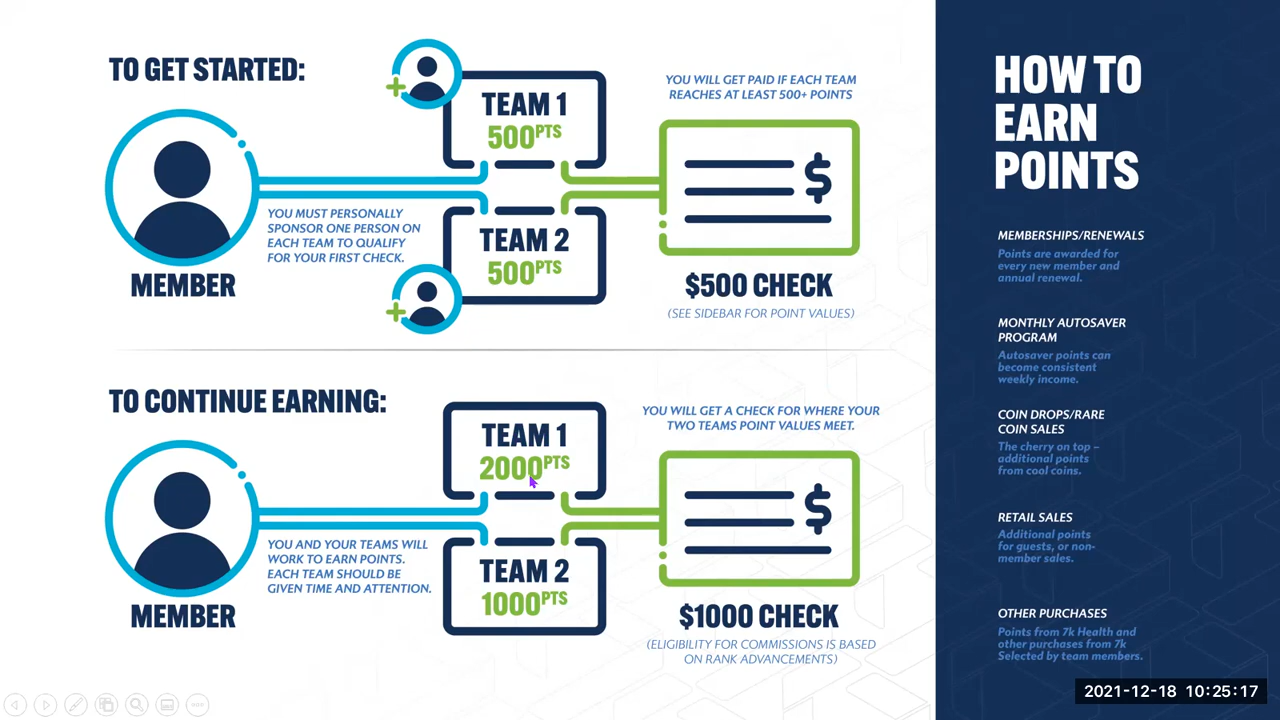 TO GET STARTED:
MEMBER
YOU MUST PERSONALLY
SPONSOR ONE PERSON ON
EACH TEAM TO QUALIFY
FOR YOUR FIRST CHECK.
TEAM 1
500PTS
TEAM 2
500PTS
YOU WILL GET PAID IF EACH TEAM
REACHES AT LEAST 500+ POINTS
$
$500 CHECK
(SEE SIDEBAR FOR POINT VALUES)
TO CONTINUE EARNING:
MEMBER
YOU AND YOUR TEAMS WILL
WORK TO EARN POINTS.
EACH TEAM SHOULD BE
GIVEN TIME AND ATTENTION.
TEAM 1
2000PTS
TEAM 2
1000PTS
YOU WILL GET A CHECK FOR WHERE YOUR
TWO TEAMS POINT VALUES MEET.
$
$1000 CHECK
(ELIGIBILITY FOR COMMISSIONS IS BASED
ON RANK ADVANCEMENTS)
HOW TO
EARN
POINTS
MEMBERSHIPS/RENEWALS
Points are awarded for
every new member and
annual renewal.
MONTHLY AUTOSAVER
PROGRAM
Autosaver points can
become consistent
weekly income.
COIN DROPS/RARE
COIN SALES
The cherry on top –
additional points
from cool coins.
RETAIL SALES
Additional points
for guests, or non-
member sales.
OTHER PURCHASES
Points from 7k Health and
other purchases from 7k
Selected by team members.
2021-12-18 10:25:17